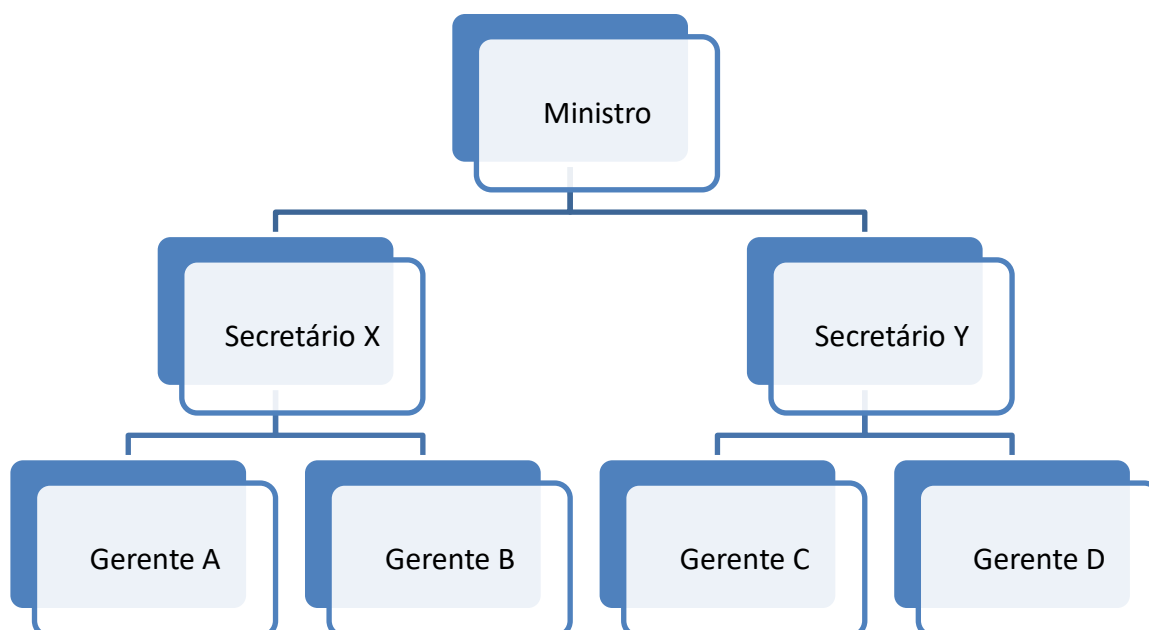 Ministro
Secretário X
Secretário Y
Gerente A
Gerente B
Gerente C
Gerente D